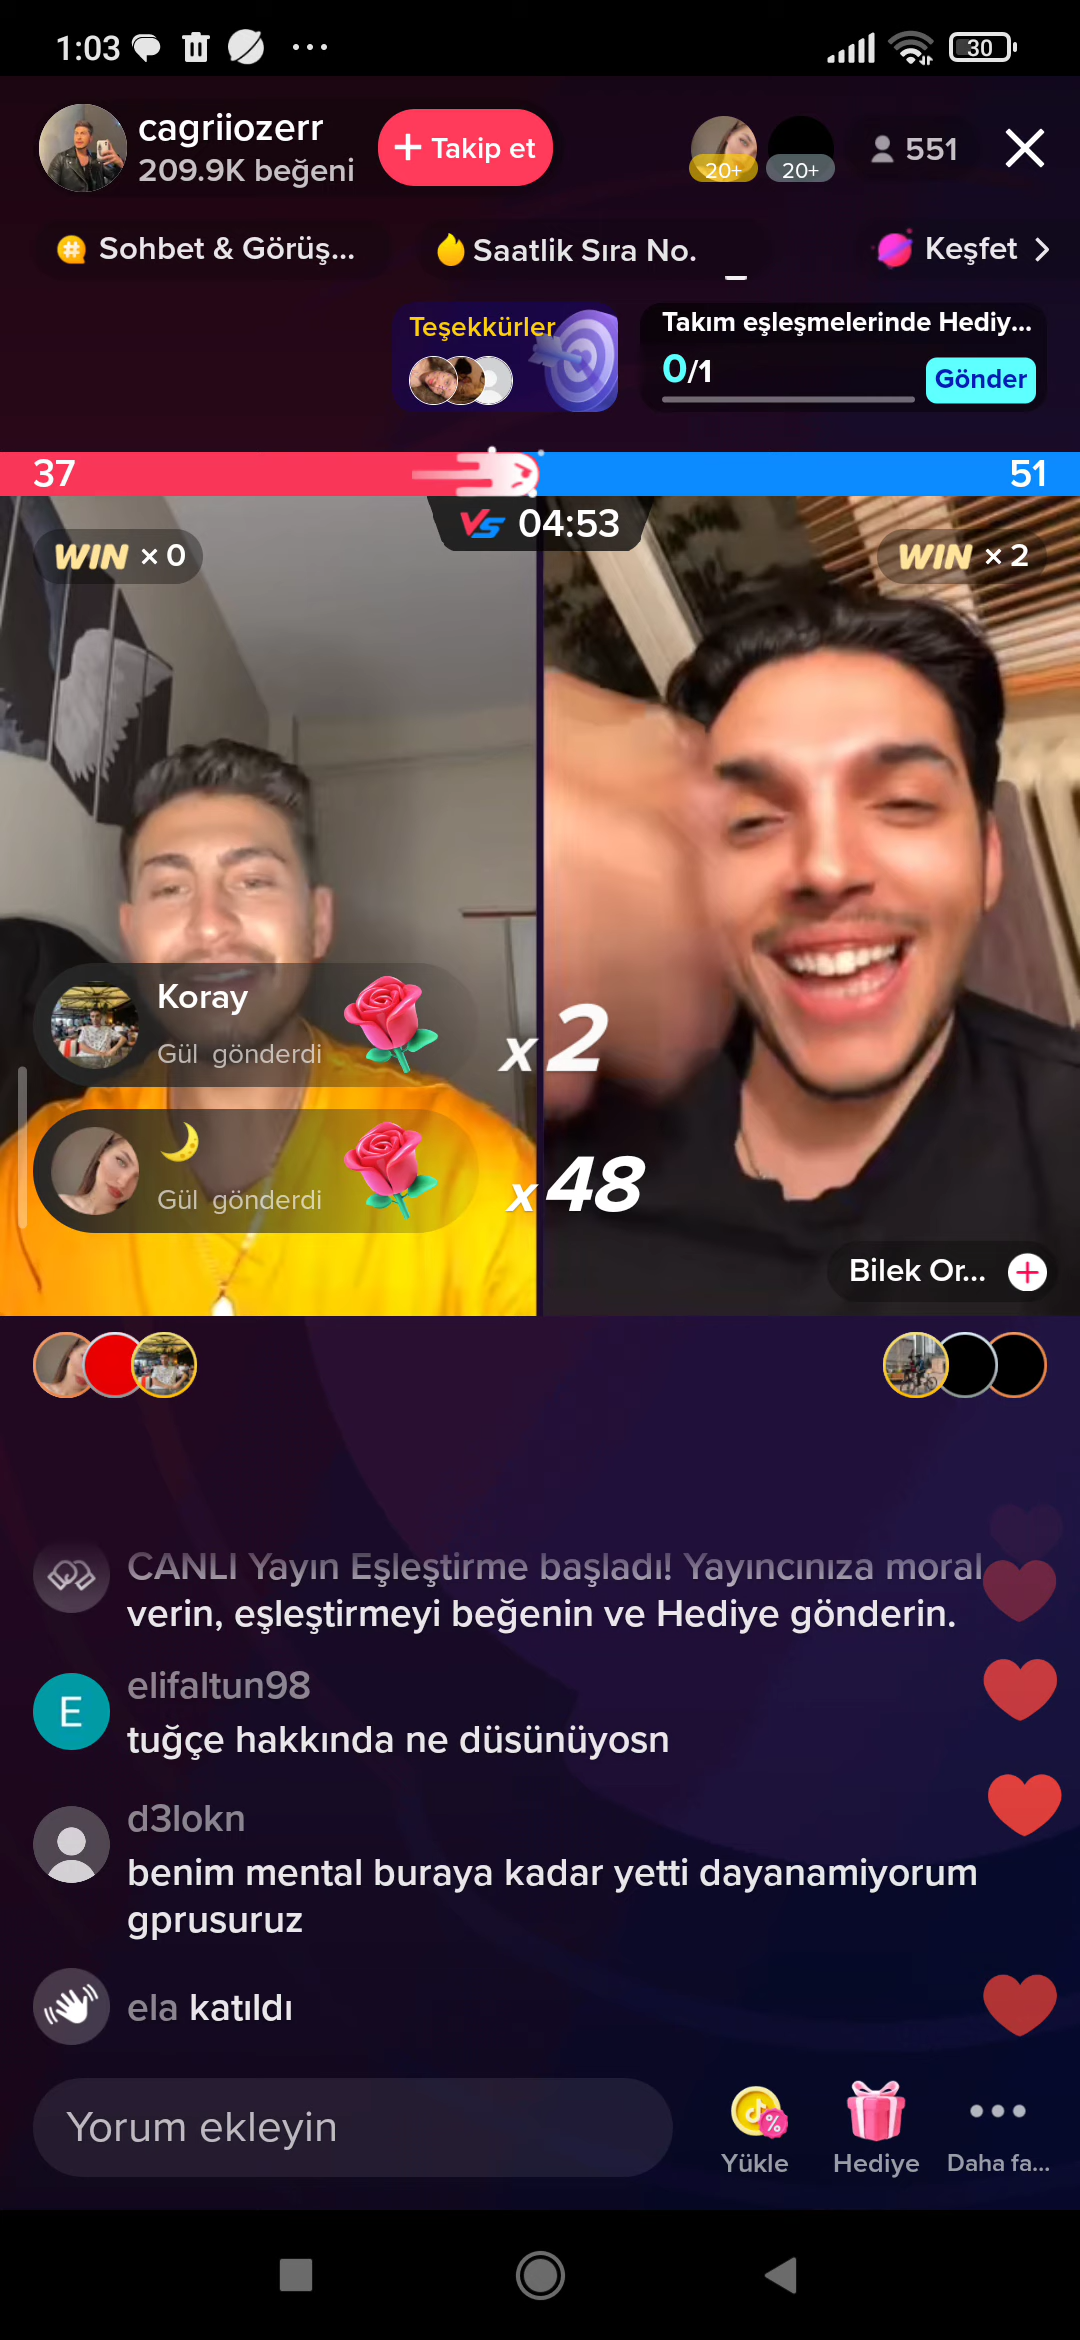 1:03
30
cagriiozerr
209.9K beğeni
+ Takip et
20+
20+
551
Sohbet & Görüş...
Saatlik Sıra No.
Keşfet
Teşekkürler
Takım eşleşmelerinde Hediy...
0/1
Gönder
37
51
VS 04:53
WIN × 0
WIN × 2
Koray
Gül gönderdi
x2
Gül gönderdi
x48
Bilek Or...
CANLI Yayın Eşleştirme başladı! Yayıncınıza moral
verin, eşleştirmeyi beğenin ve Hediye gönderin.
E
elifaltun98
tuğçe hakkında ne düsünüyosn
d3lokn
benim mental buraya kadar yetti dayanamiyorum
gprusuruz
ela katıldı
Yorum ekleyin
Yükle
Hediye
Daha fa...